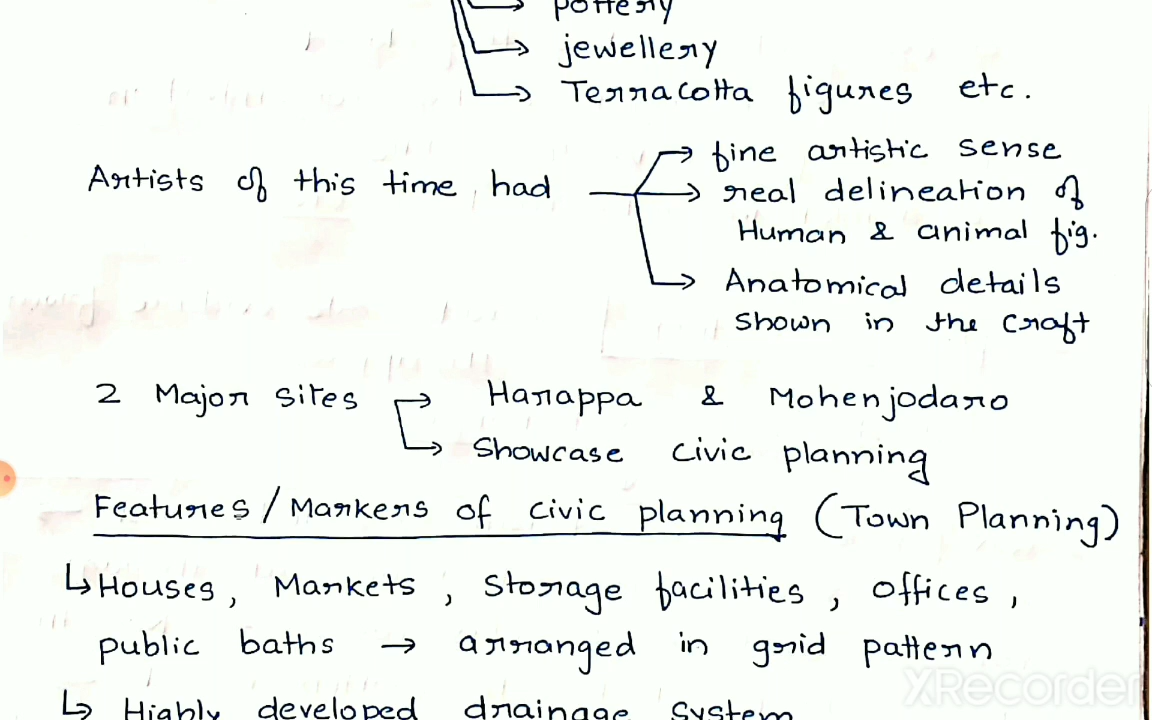 pottery
jewellery
Terracotta figures etc.
fine artistic sense
Artists of this time had
real delineation of
Human & animal fig.
Anatomical details
shown in the craft
2 Major sites
Harappa & Mohenjodaro
Showcase civic planning
Features / Markers of civic planning (Town Planning)
Houses, Markets, Storage facilities, offices,
public baths → arranged in grid pattern
Highly developed drainage system
XRecorder